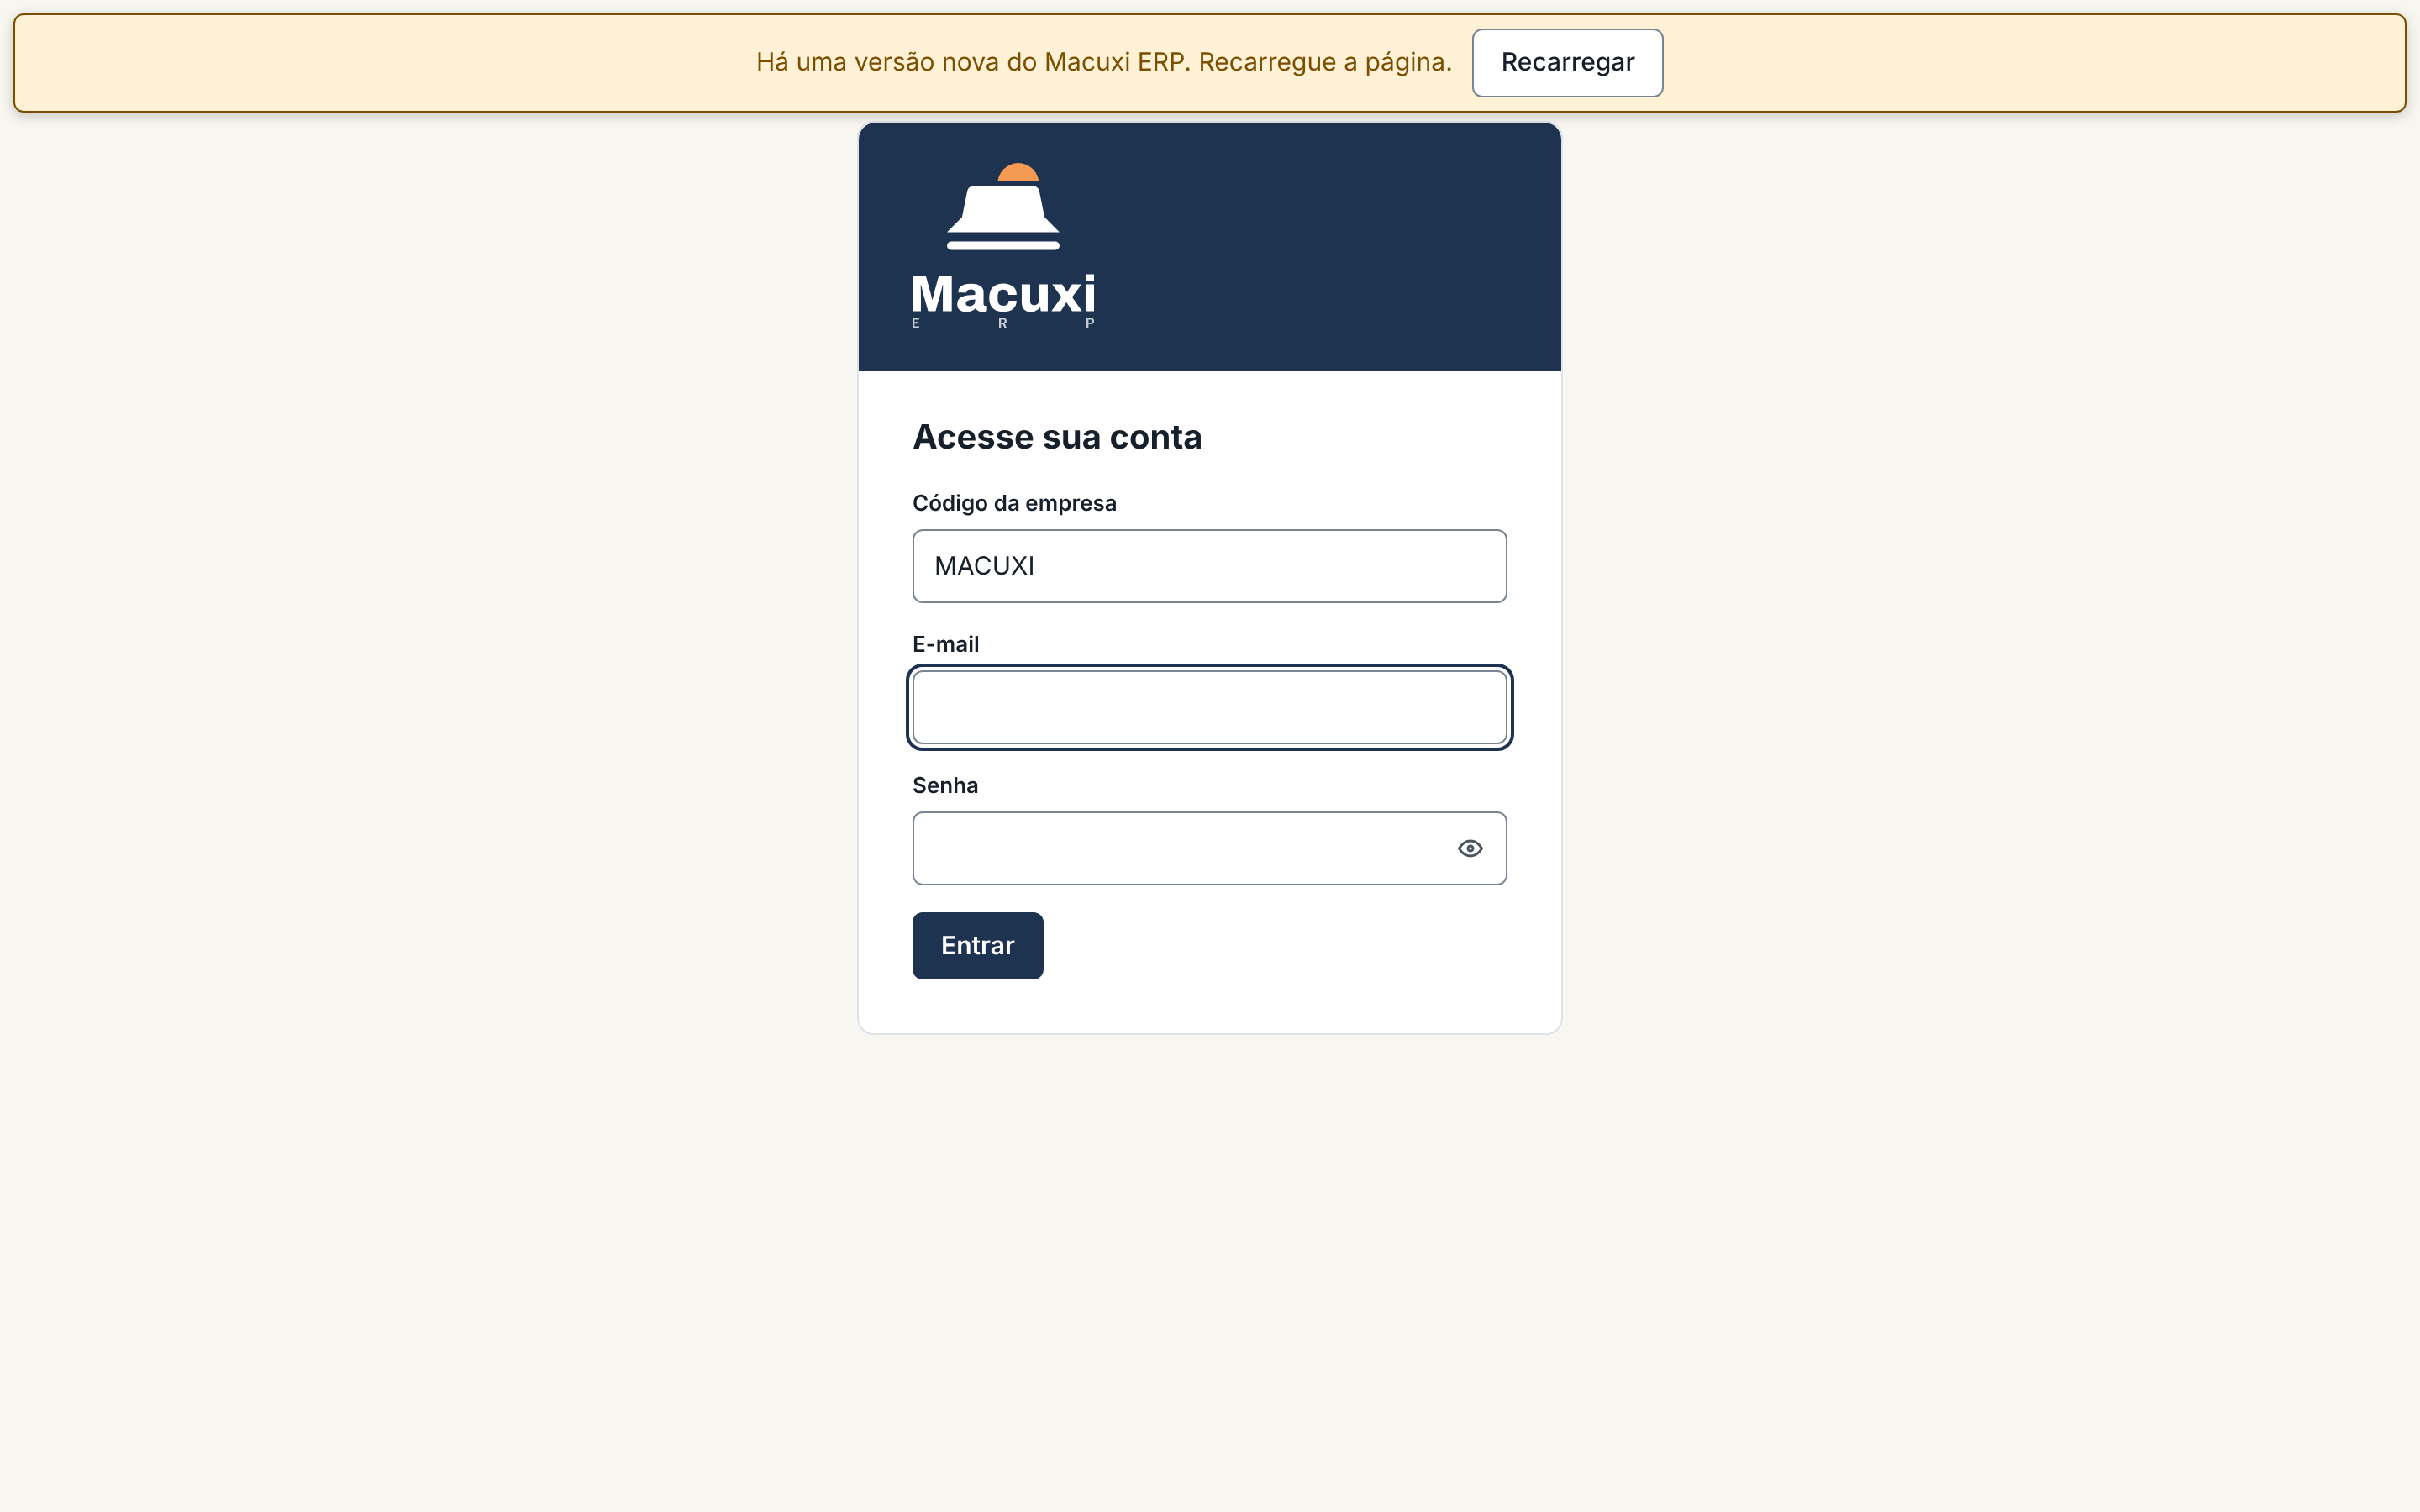 Há uma versão nova do Macuxi ERP. Recarregue a página. Recarregar
Macuxi
E R P
Acesse sua conta
Código da empresa
MACUXI
E-mail
Senha
Entrar